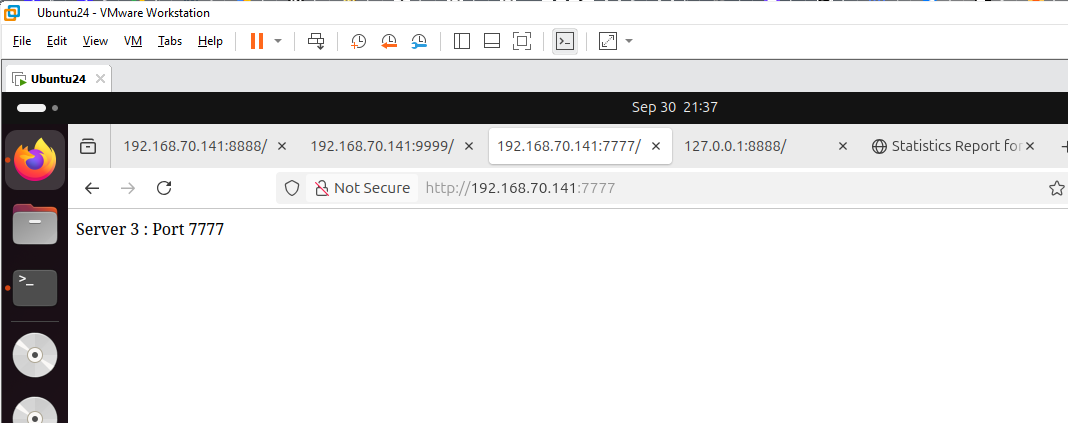 Ubuntu24 - VMware Workstation
File Edit View VM Tabs Help
Ubuntu24
Sep 30 21:37
192.168.70.141:8888/ 192.168.70.141:9999/ 192.168.70.141:7777/ 127.0.0.1:8888/ Statistics Report for
Not Secure http://192.168.70.141:7777
Server 3 : Port 7777